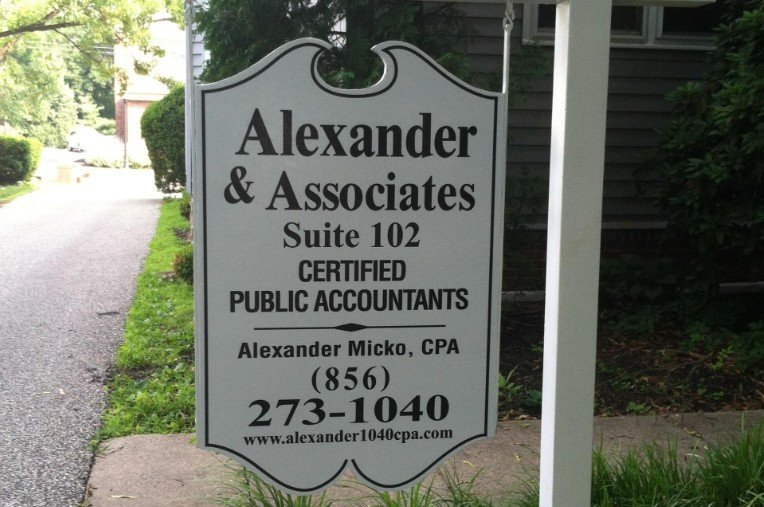 Alexander
& Associates
Suite 102
CERTIFIED
PUBLIC ACCOUNTANTS
Alexander Micko, CPA
(856)
273-1040
www.alexander1040cpa.com